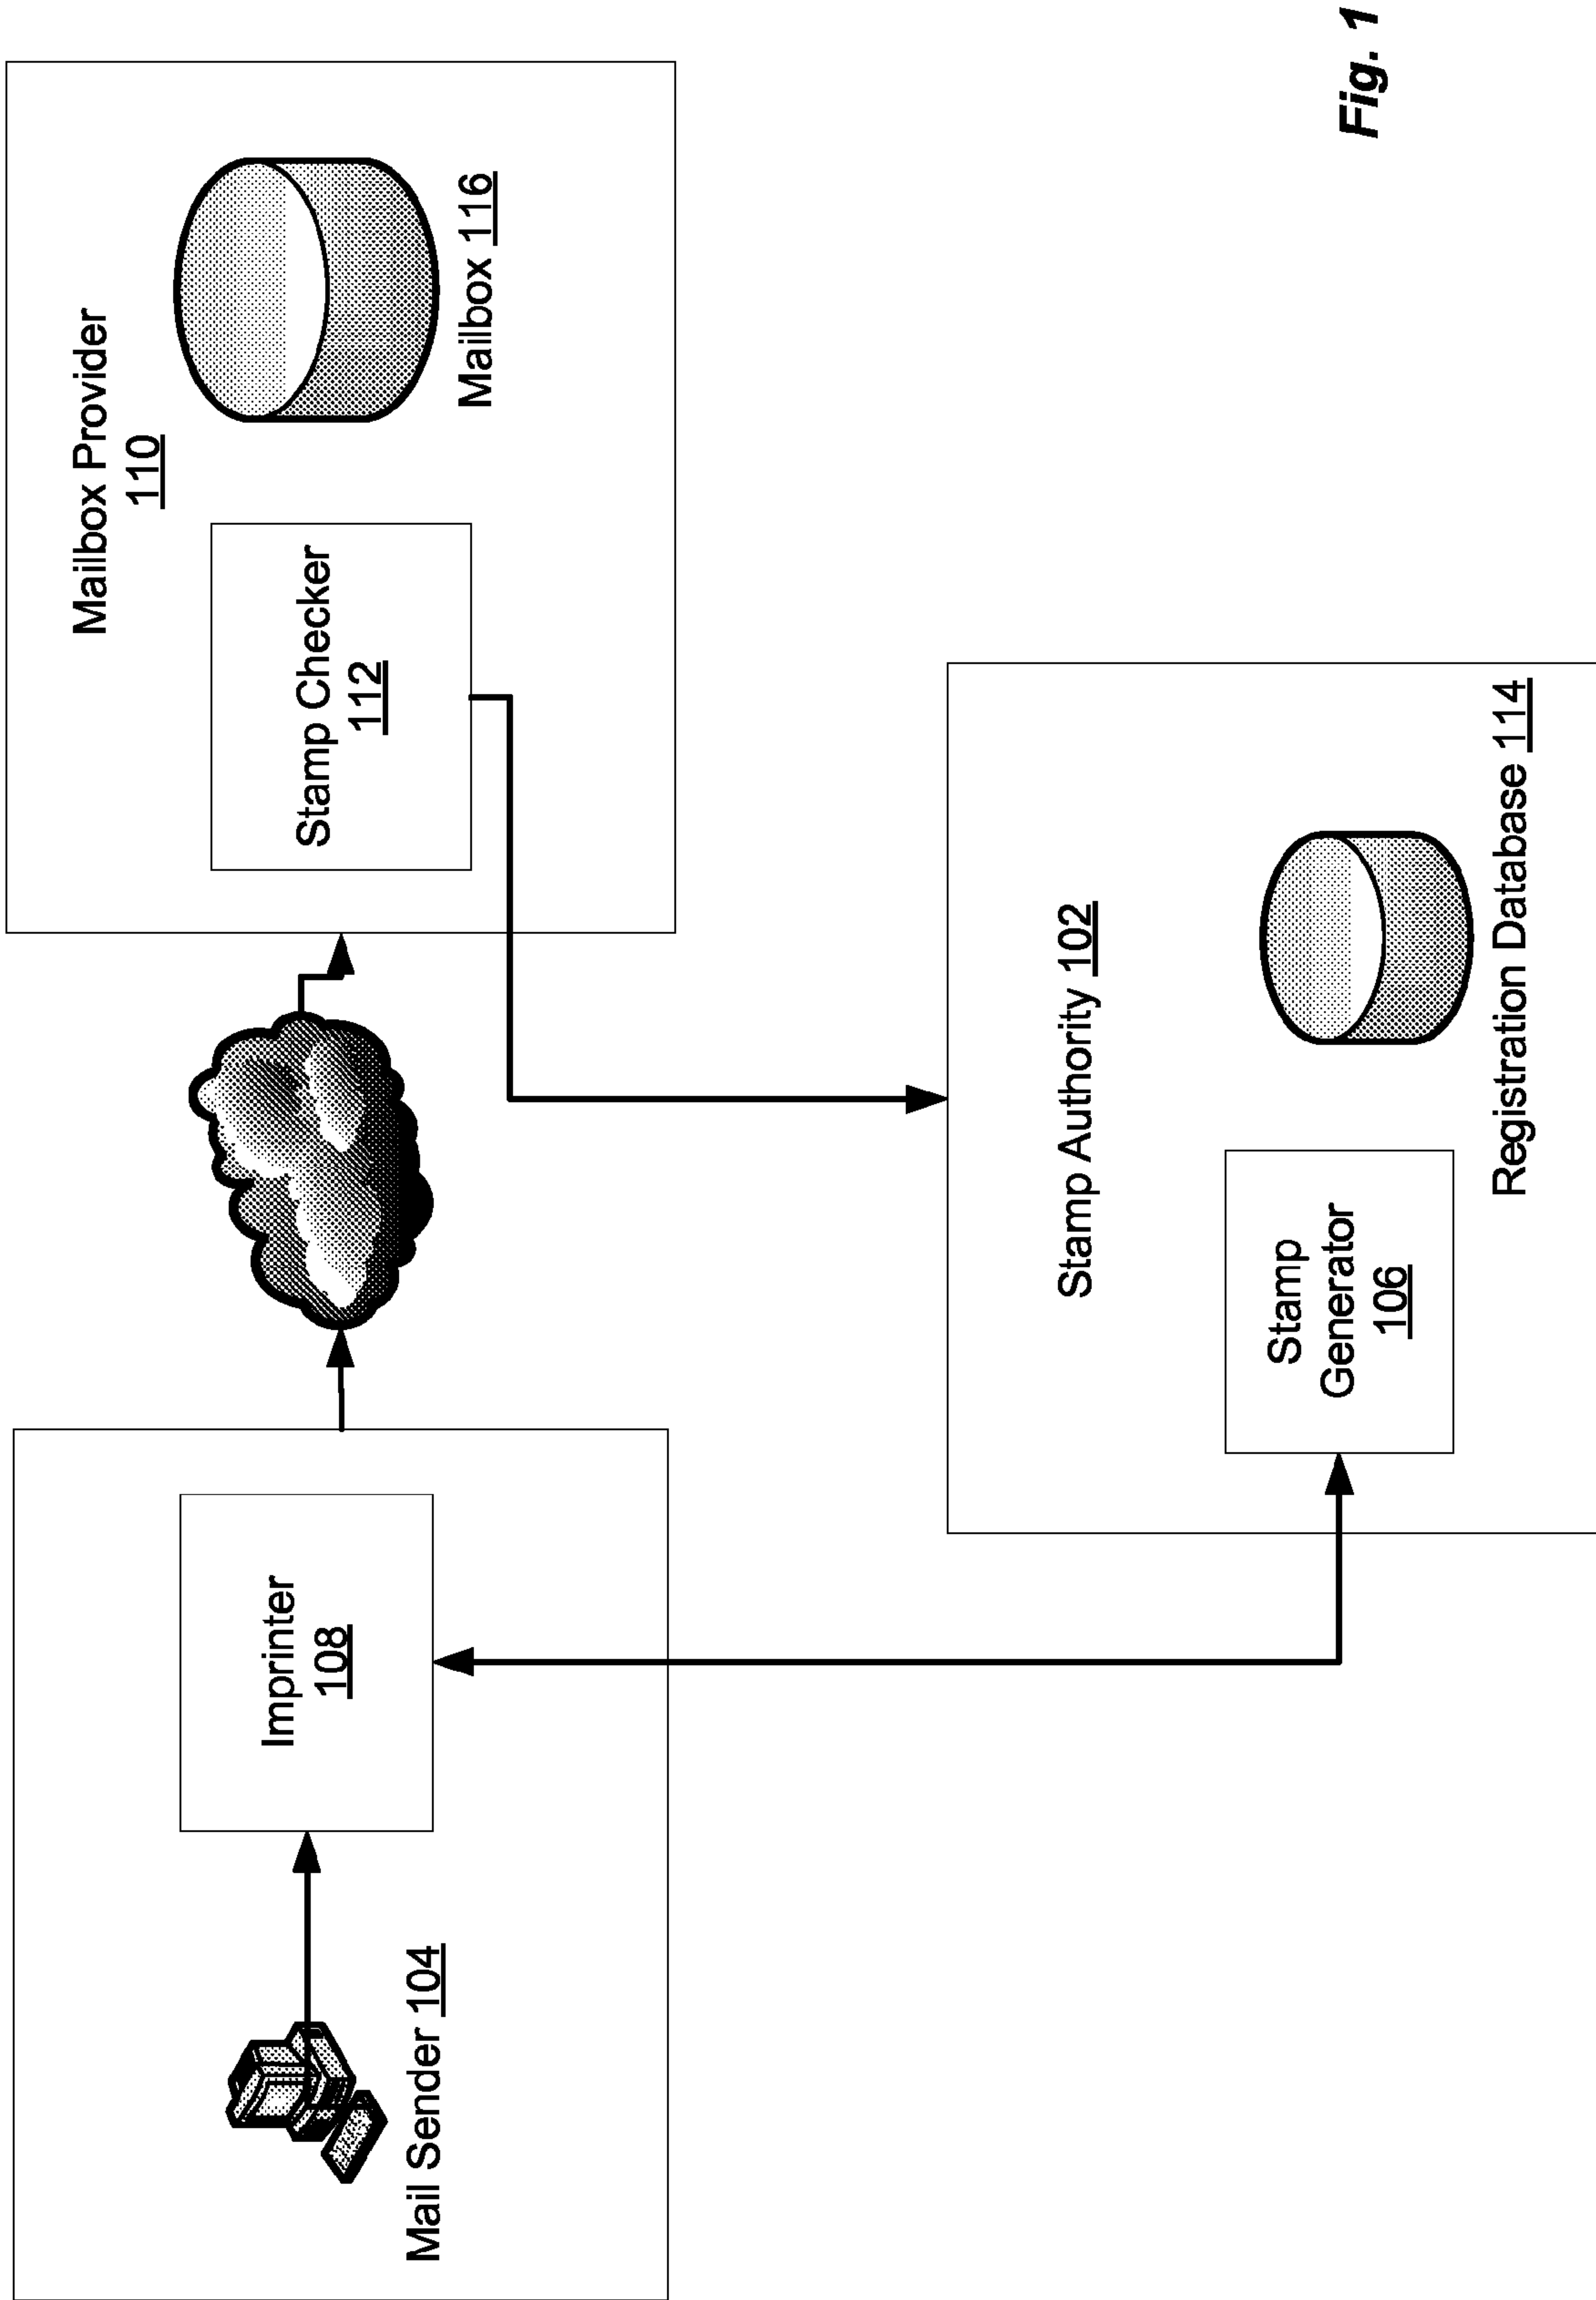 Mailbox Provider
110
Stamp Checker
112
Mailbox 116
Imprinter
108
Mail Sender 104
Stamp Authority 102
Stamp
Generator
106
Registration Database 114
Fig. 1